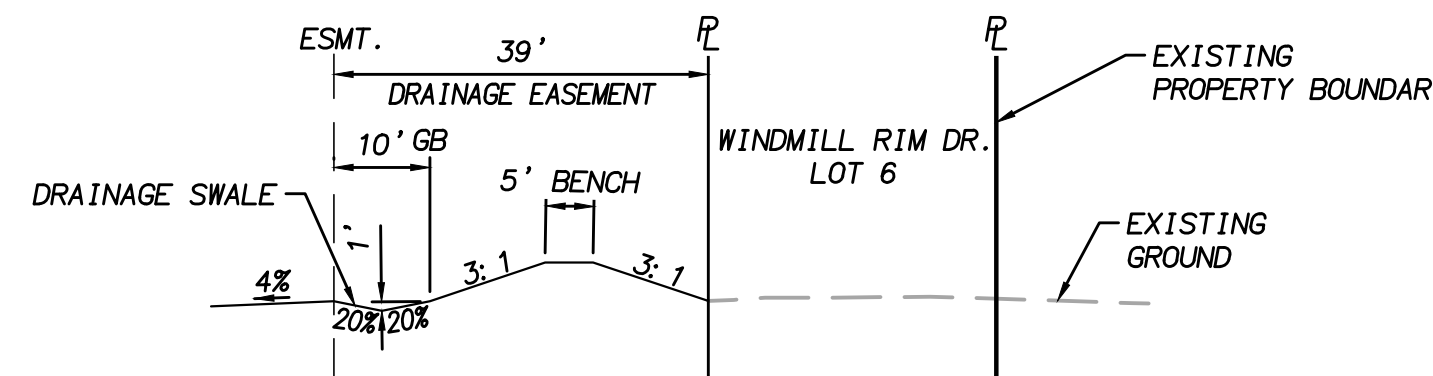 ESMT.
39'
DRAINAGE EASEMENT
PL
PL
EXISTING
PROPERTY BOUNDAR
10' GB
WINDMILL RIM DR.
LOT 6
5' BENCH
DRAINAGE SWALE
1'
3:1
3:1
EXISTING
GROUND
4%
20%
20%